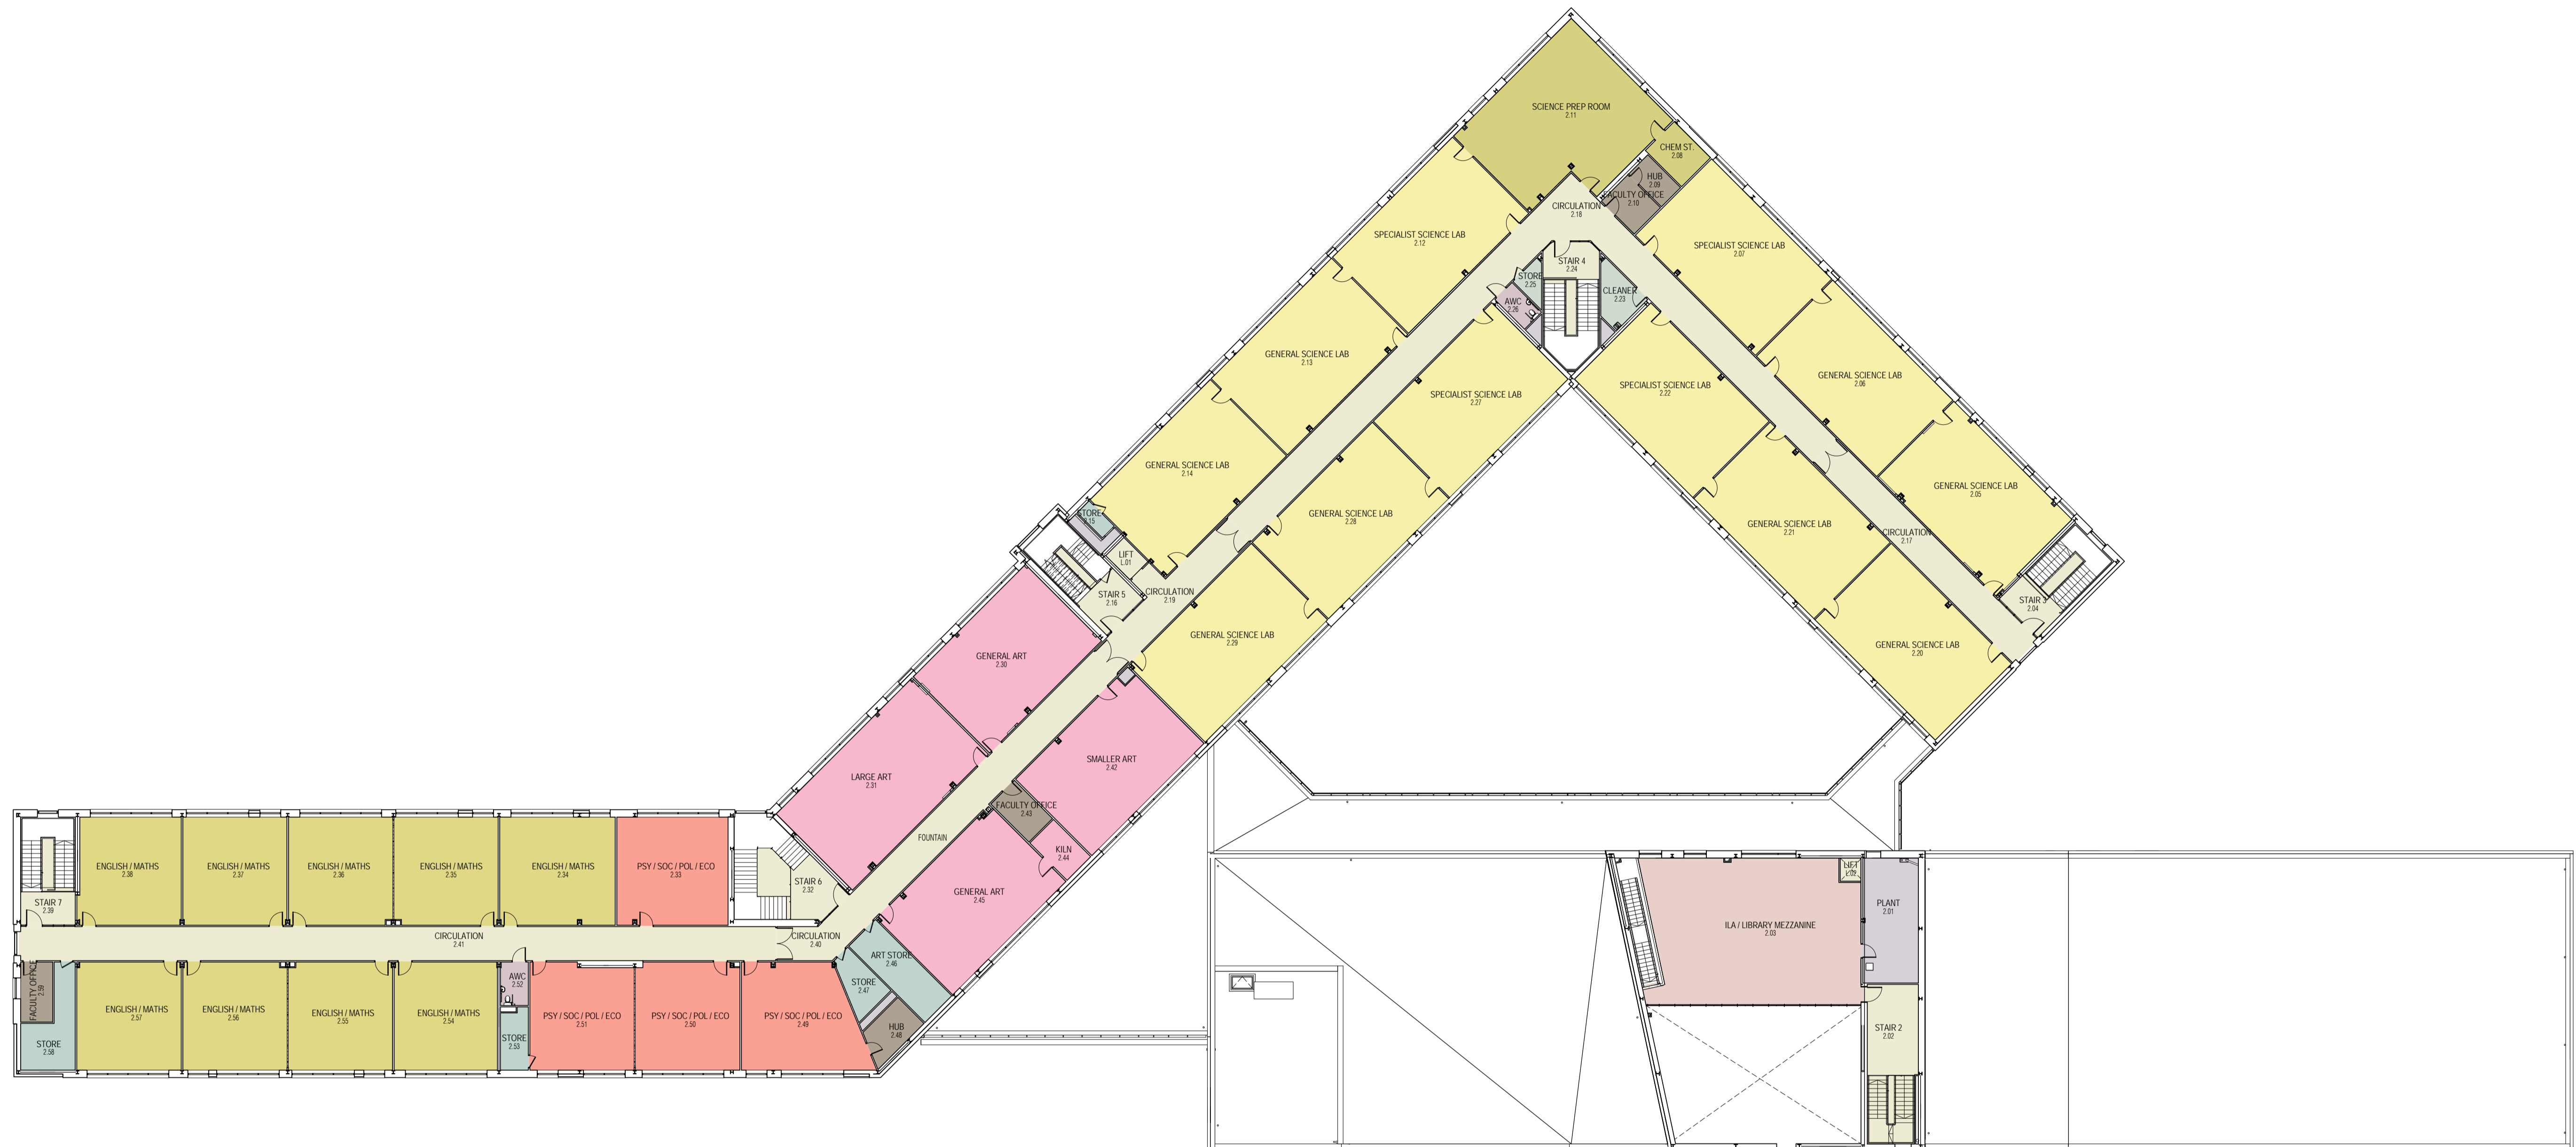 SCIENCE PREP ROOM
2.11
CHEM ST.
2.08
HUB
2.09
FACULTY OFFICE
2.10
CIRCULATION
2.18
SPECIALIST SCIENCE LAB
2.12
SPECIALIST SCIENCE LAB
2.07
STAIR 4
2.24
STORE
2.25
CLEANER
2.23
AWC
2.26
GENERAL SCIENCE LAB
2.13
GENERAL SCIENCE LAB
2.06
SPECIALIST SCIENCE LAB
2.27
SPECIALIST SCIENCE LAB
2.22
GENERAL SCIENCE LAB
2.14
GENERAL SCIENCE LAB
2.05
GENERAL SCIENCE LAB
2.28
GENERAL SCIENCE LAB
2.21
CIRCULATION
2.17
STORE
2.15
LIFT
L.01
STAIR 5
2.16
CIRCULATION
2.19
STAIR 3
2.04
GENERAL SCIENCE LAB
2.29
GENERAL SCIENCE LAB
2.20
GENERAL ART
2.30
LARGE ART
2.31
SMALLER ART
2.42
FACULTY OFFICE
2.43
FOUNTAIN
KILN
2.44
GENERAL ART
2.45
ENGLISH / MATHS
2.38
ENGLISH / MATHS
2.37
ENGLISH / MATHS
2.36
ENGLISH / MATHS
2.35
ENGLISH / MATHS
2.34
PSY / SOC / POL / ECO
2.33
STAIR 6
2.32
STAIR 7
2.39
CIRCULATION
2.41
CIRCULATION
2.40
ART STORE
2.46
STORE
2.47
HUB
2.48
FACULTY OFFICE
2.59
STORE
2.58
ENGLISH / MATHS
2.57
ENGLISH / MATHS
2.56
ENGLISH / MATHS
2.55
ENGLISH / MATHS
2.54
AWC
2.52
STORE
2.53
PSY / SOC / POL / ECO
2.51
PSY / SOC / POL / ECO
2.50
PSY / SOC / POL / ECO
2.49
LIFT
L.02
PLANT
2.01
ILA / LIBRARY MEZZANINE
2.03
STAIR 2
2.02